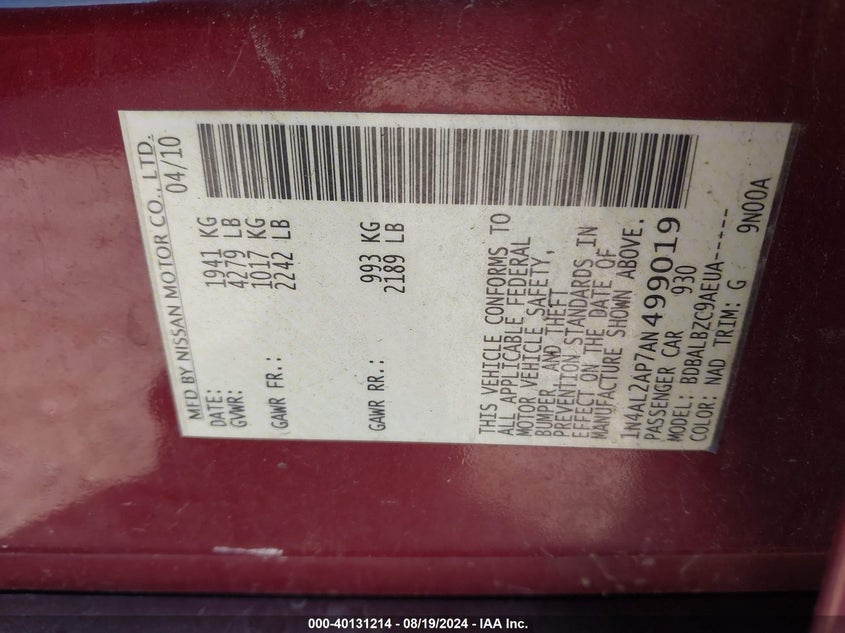 MFD BY NISSAN MOTOR CO., LTD.
DATE: 04/10
GVWR: 1941 KG
4279 LB
GAWR FR.: 1017 KG
2242 LB
GAWR RR.: 993 KG
2189 LB
THIS VEHICLE CONFORMS TO
ALL APPLICABLE FEDERAL
MOTOR VEHICLE SAFETY,
BUMPER, AND THEFT
PREVENTION STANDARDS IN
EFFECT ON THE DATE OF
MANUFACTURE SHOWN ABOVE.
1N4AL2AP7AN499019
PASSENGER CAR 930
MODEL: BDBALBZC9AEUA-----
COLOR: NAD TRIM: G 9N00A
000-40131214 - 08/19/2024 - IAA Inc.